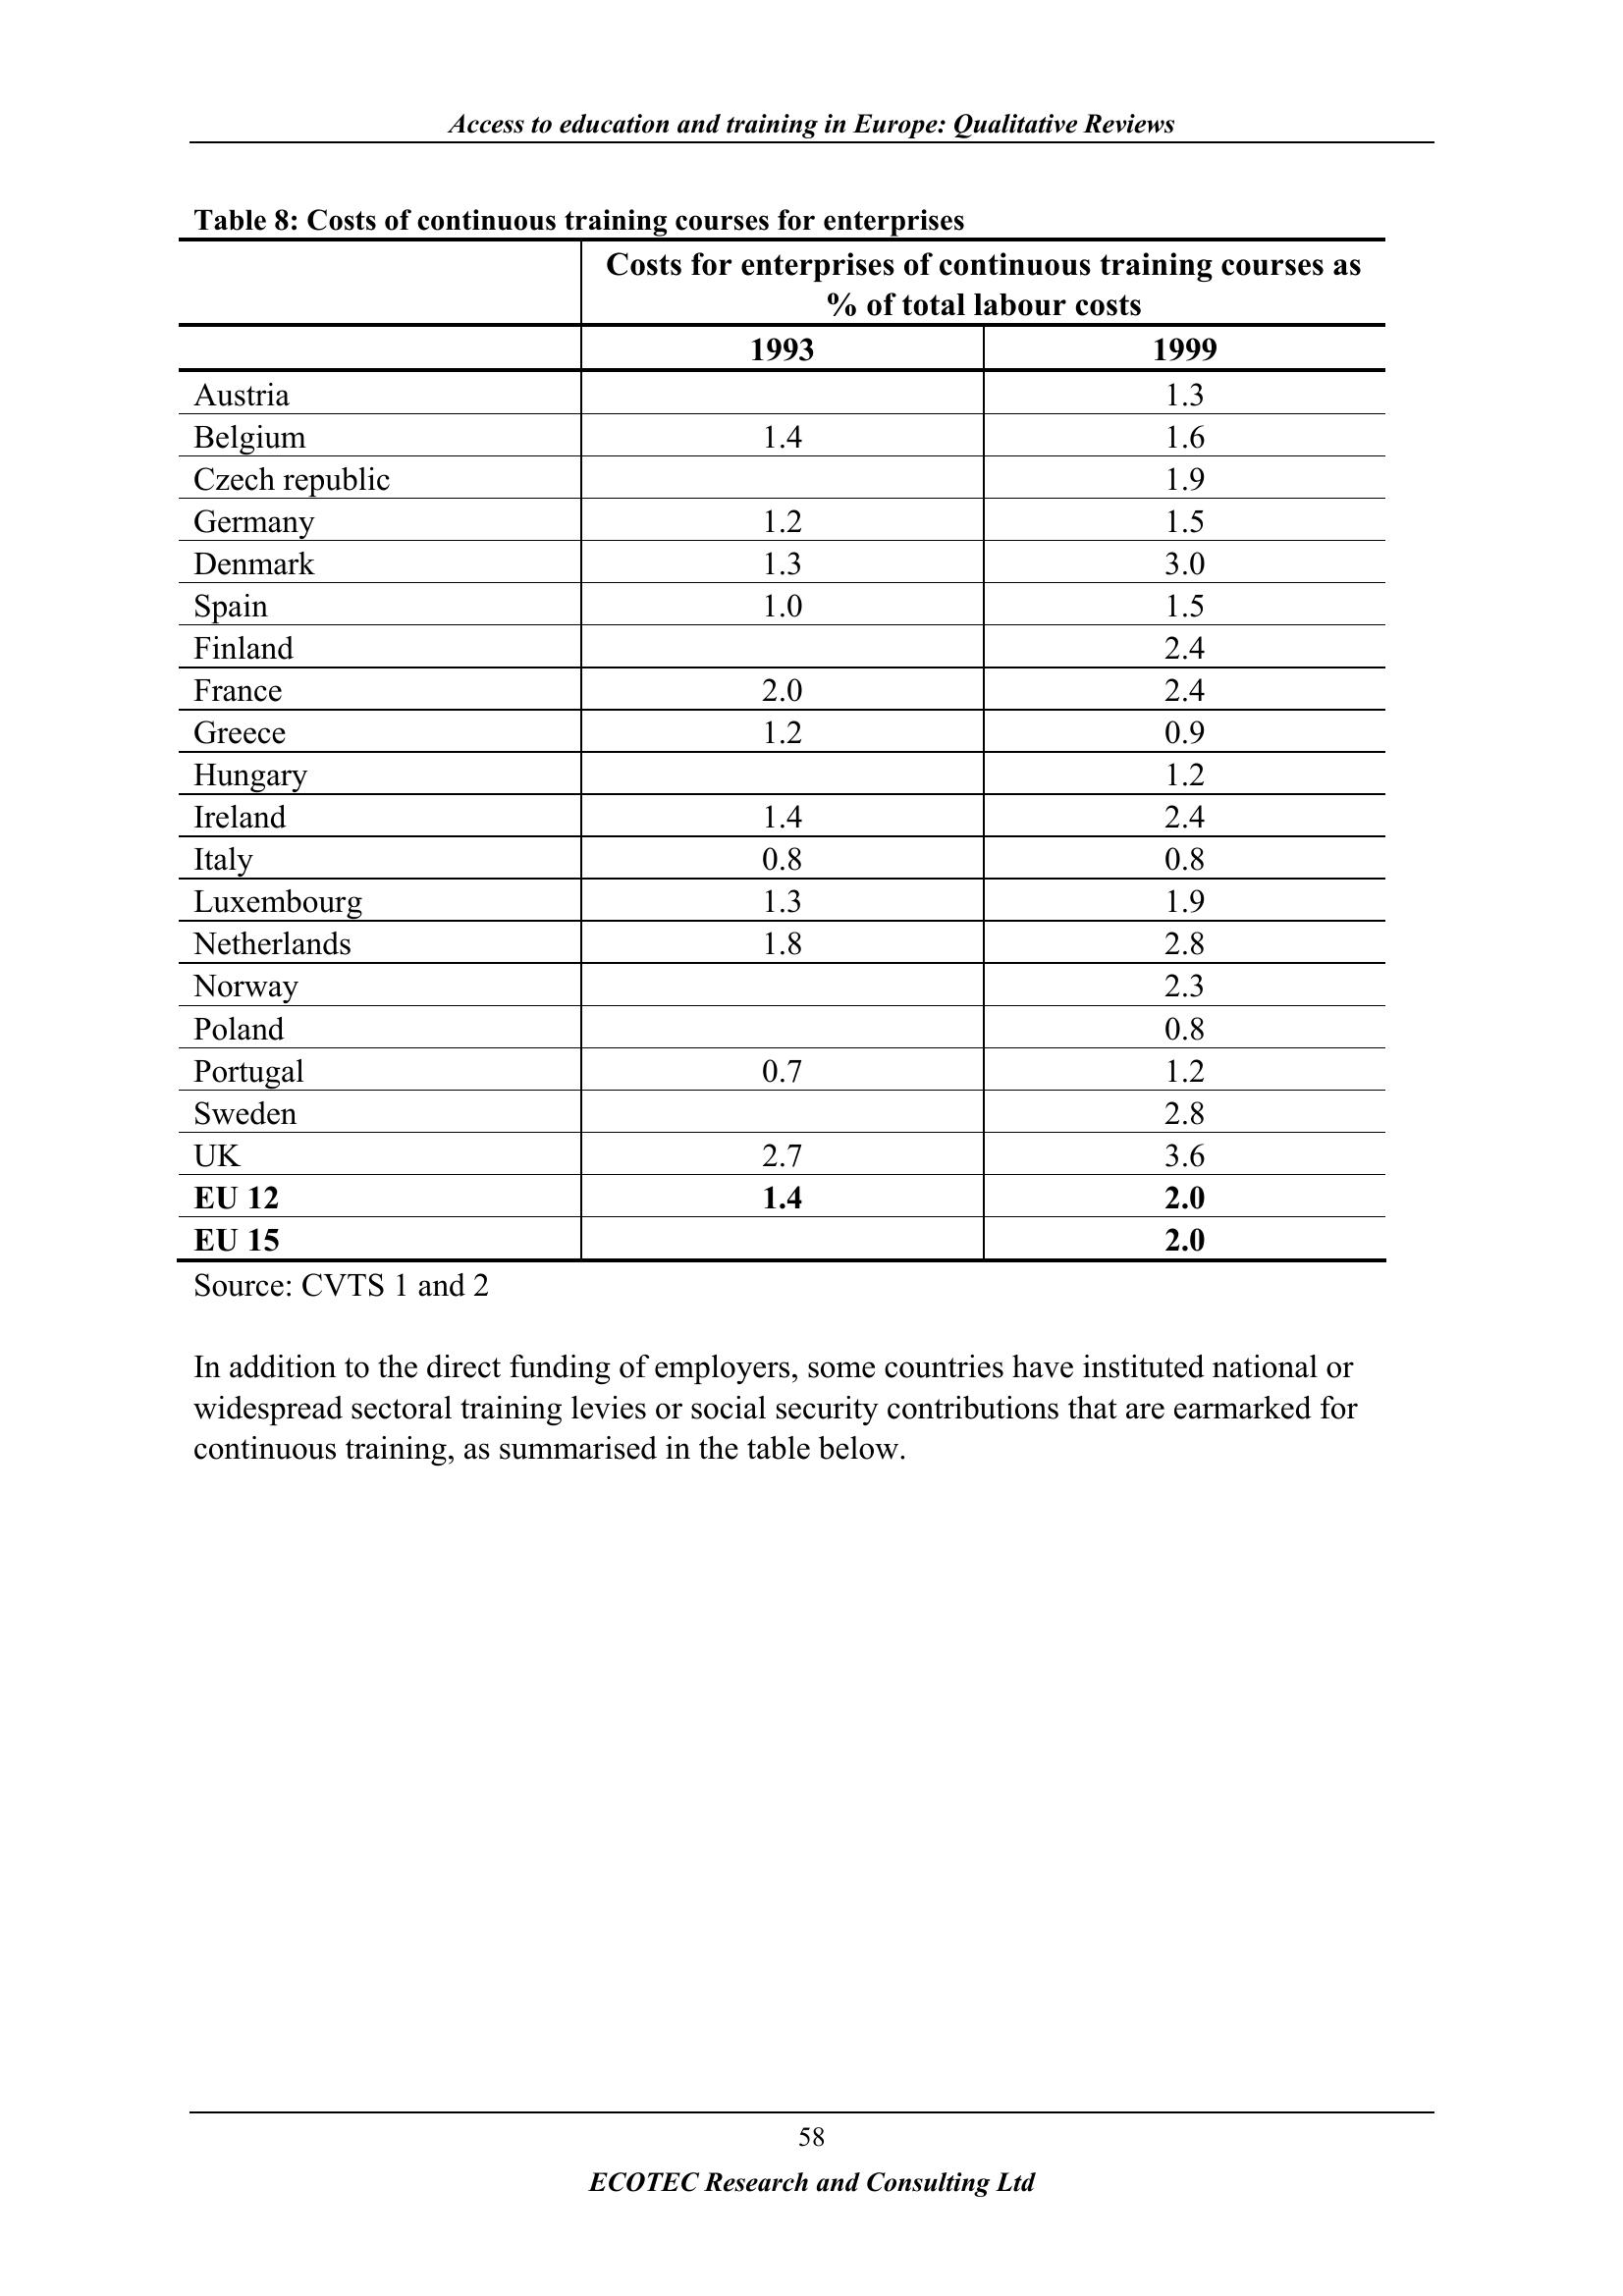 Access to education and training in Europe: Qualitative Reviews
Table 8: Costs of continuous training courses for enterprises
Costs for enterprises of continuous training courses as
% of total labour costs
1993 1999
Austria 1.3
Belgium 1.4 1.6
Czech republic 1.9
Germany 1.2 1.5
Denmark 1.3 3.0
Spain 1.0 1.5
Finland 2.4
France 2.0 2.4
Greece 1.2 0.9
Hungary 1.2
Ireland 1.4 2.4
Italy 0.8 0.8
Luxembourg 1.3 1.9
Netherlands 1.8 2.8
Norway 2.3
Poland 0.8
Portugal 0.7 1.2
Sweden 2.8
UK 2.7 3.6
EU 12 1.4 2.0
EU 15 2.0
Source: CVTS 1 and 2
In addition to the direct funding of employers, some countries have instituted national or
widespread sectoral training levies or social security contributions that are earmarked for
continuous training, as summarised in the table below.
58
ECOTEC Research and Consulting Ltd